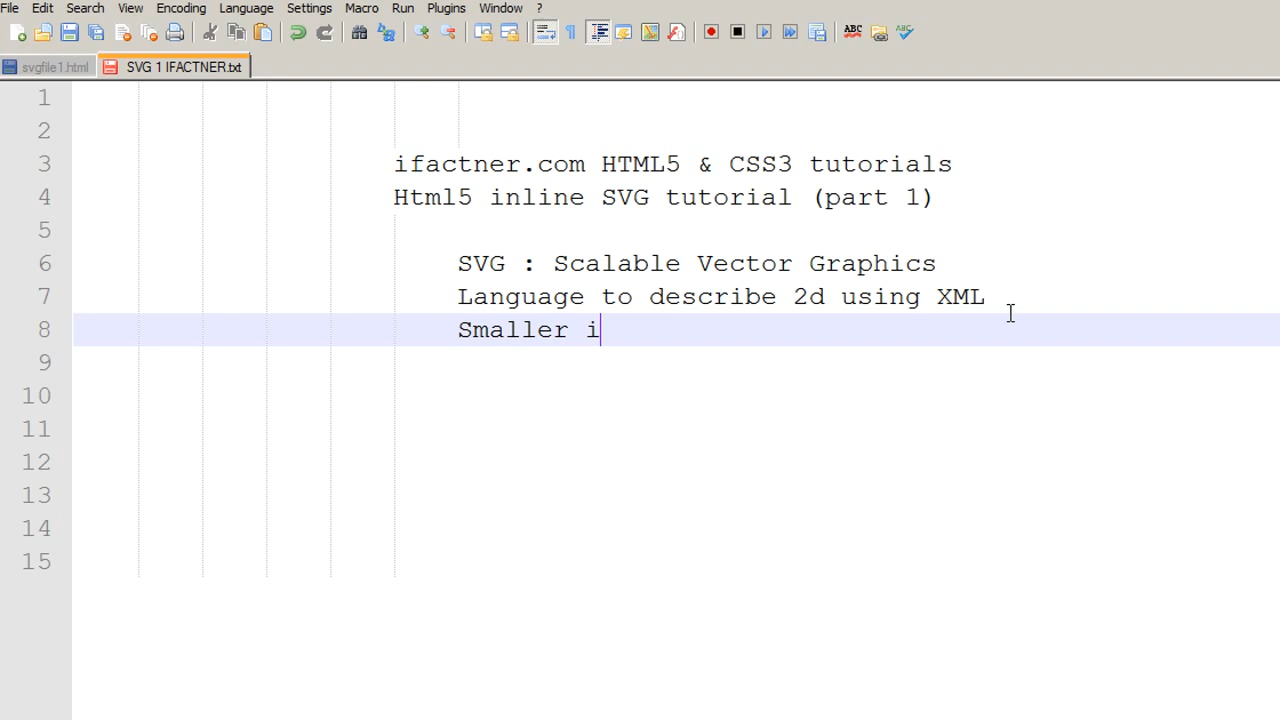 File Edit Search View Encoding Language Settings Macro Run Plugins Window ?
svgfile1.html SVG 1 IFACTNER.txt
1
2
3 ifactner.com HTML5 & CSS3 tutorials
4 Html5 inline SVG tutorial (part 1)
5
6 SVG : Scalable Vector Graphics
7 Language to describe 2d using XML
8 Smaller i
9
10
11
12
13
14
15